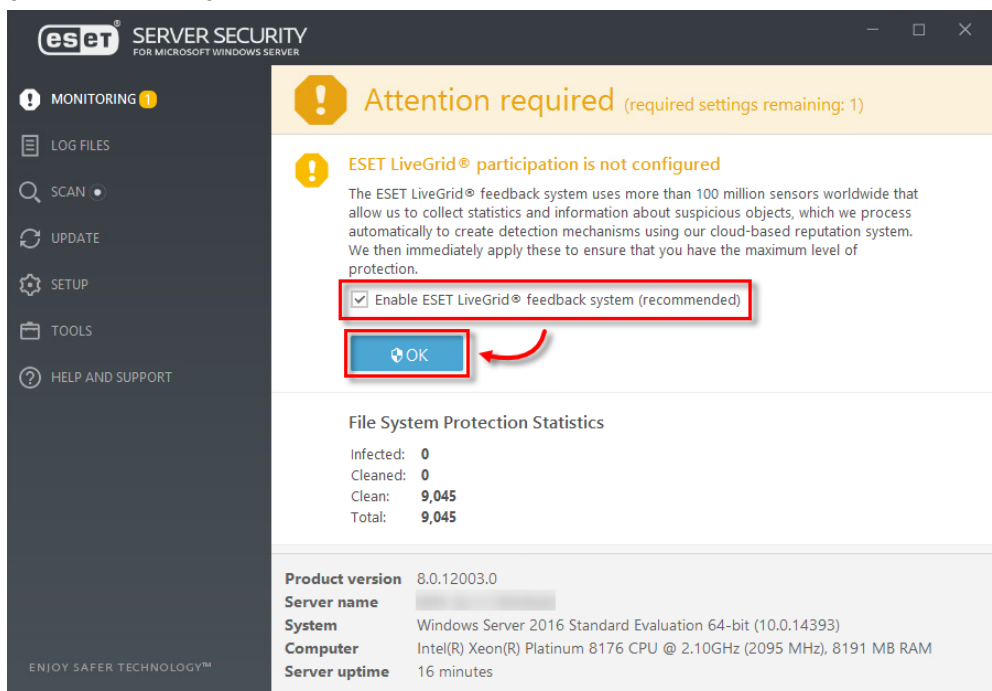 eset® SERVER SECURITY
FOR MICROSOFT WINDOWS SERVER
MONITORING 1
LOG FILES
SCAN
UPDATE
SETUP
TOOLS
HELP AND SUPPORT
ENJOY SAFER TECHNOLOGY™
Attention required (required settings remaining: 1)
ESET LiveGrid® participation is not configured
The ESET LiveGrid® feedback system uses more than 100 million sensors worldwide that
allow us to collect statistics and information about suspicious objects, which we process
automatically to create detection mechanisms using our cloud-based reputation system.
We then immediately apply these to ensure that you have the maximum level of
protection.
Enable ESET LiveGrid® feedback system (recommended)
OK
File System Protection Statistics
Infected: 0
Cleaned: 0
Clean: 9,045
Total: 9,045
Product version 8.0.12003.0
Server name
System Windows Server 2016 Standard Evaluation 64-bit (10.0.14393)
Computer Intel(R) Xeon(R) Platinum 8176 CPU @ 2.10GHz (2095 MHz), 8191 MB RAM
Server uptime 16 minutes